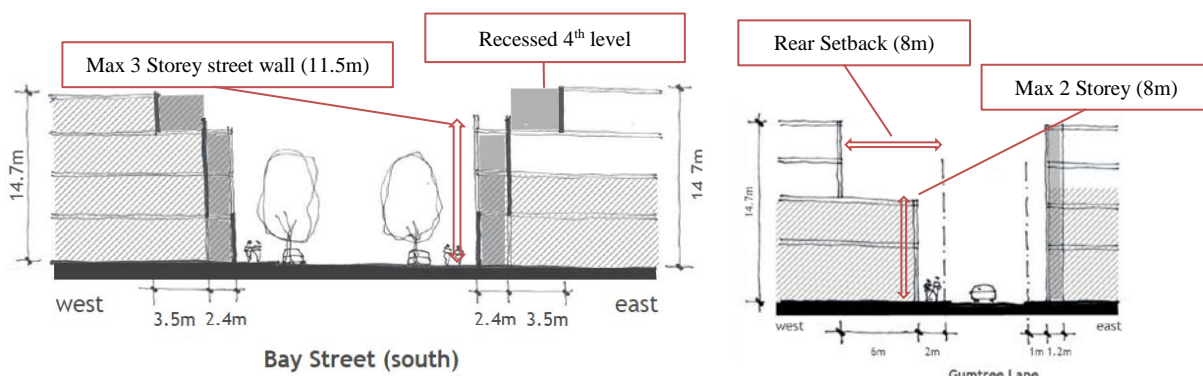 Max 3 Storey street wall (11.5m)
Recessed 4th level
14.7m
14.7m
west
east
3.5m
2.4m
2.4m
3.5m
Bay Street (south)
Rear Setback (8m)
Max 2 Storey (8m)
14.7m
west
east
6m
2m
1m
1.2m
Gumtree Lane